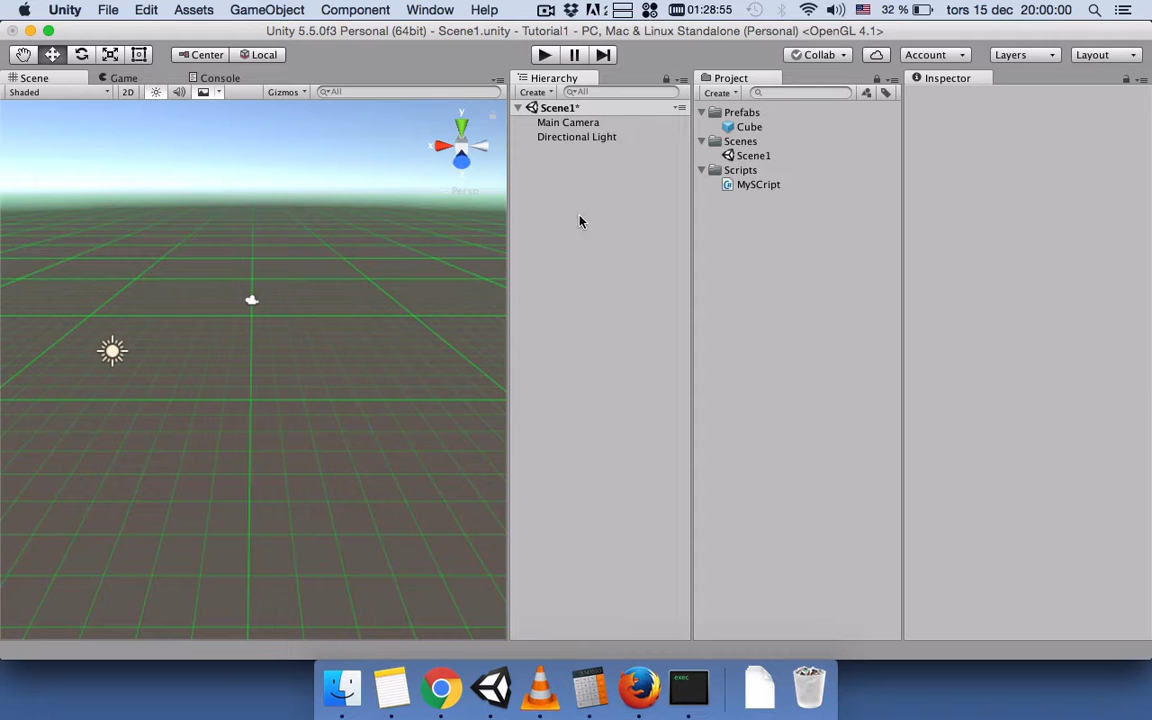 Unity File Edit Assets GameObject Component Window Help 2 01:28:55 32 % tors 15 dec 20:00:00
Unity 5.5.0f3 Personal (64bit) - Scene1.unity - Tutorial1 - PC, Mac & Linux Standalone (Personal) <OpenGL 4.1>
Center Local Collab Account Layers Layout
Scene Game Console Hierarchy Project Inspector
Shaded 2D Gizmos All Create All Create
Scene1*
Main Camera
Directional Light
Prefabs
Cube
Scenes
Scene1
Scripts
MySCript
y
x
Persp
exec